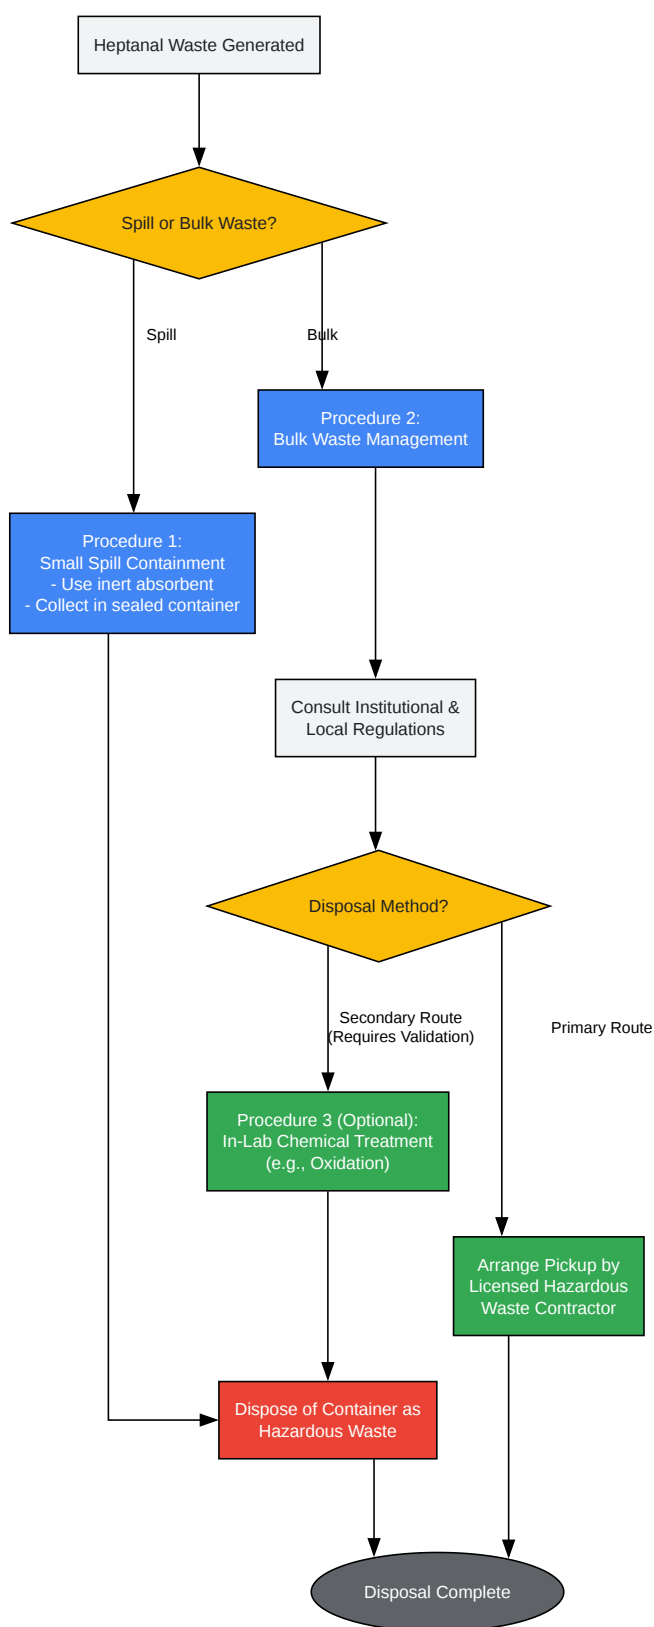 Heptanal Waste Generated
Spill or Bulk Waste?
Spill
Bulk
Procedure 2:
Bulk Waste Management
Procedure 1:
Small Spill Containment
- Use inert absorbent
- Collect in sealed container
Consult Institutional &
Local Regulations
Disposal Method?
Secondary Route
(Requires Validation)
Primary Route
Procedure 3 (Optional):
In-Lab Chemical Treatment
(e.g., Oxidation)
Arrange Pickup by
Licensed Hazardous
Waste Contractor
Dispose of Container as
Hazardous Waste
Disposal Complete